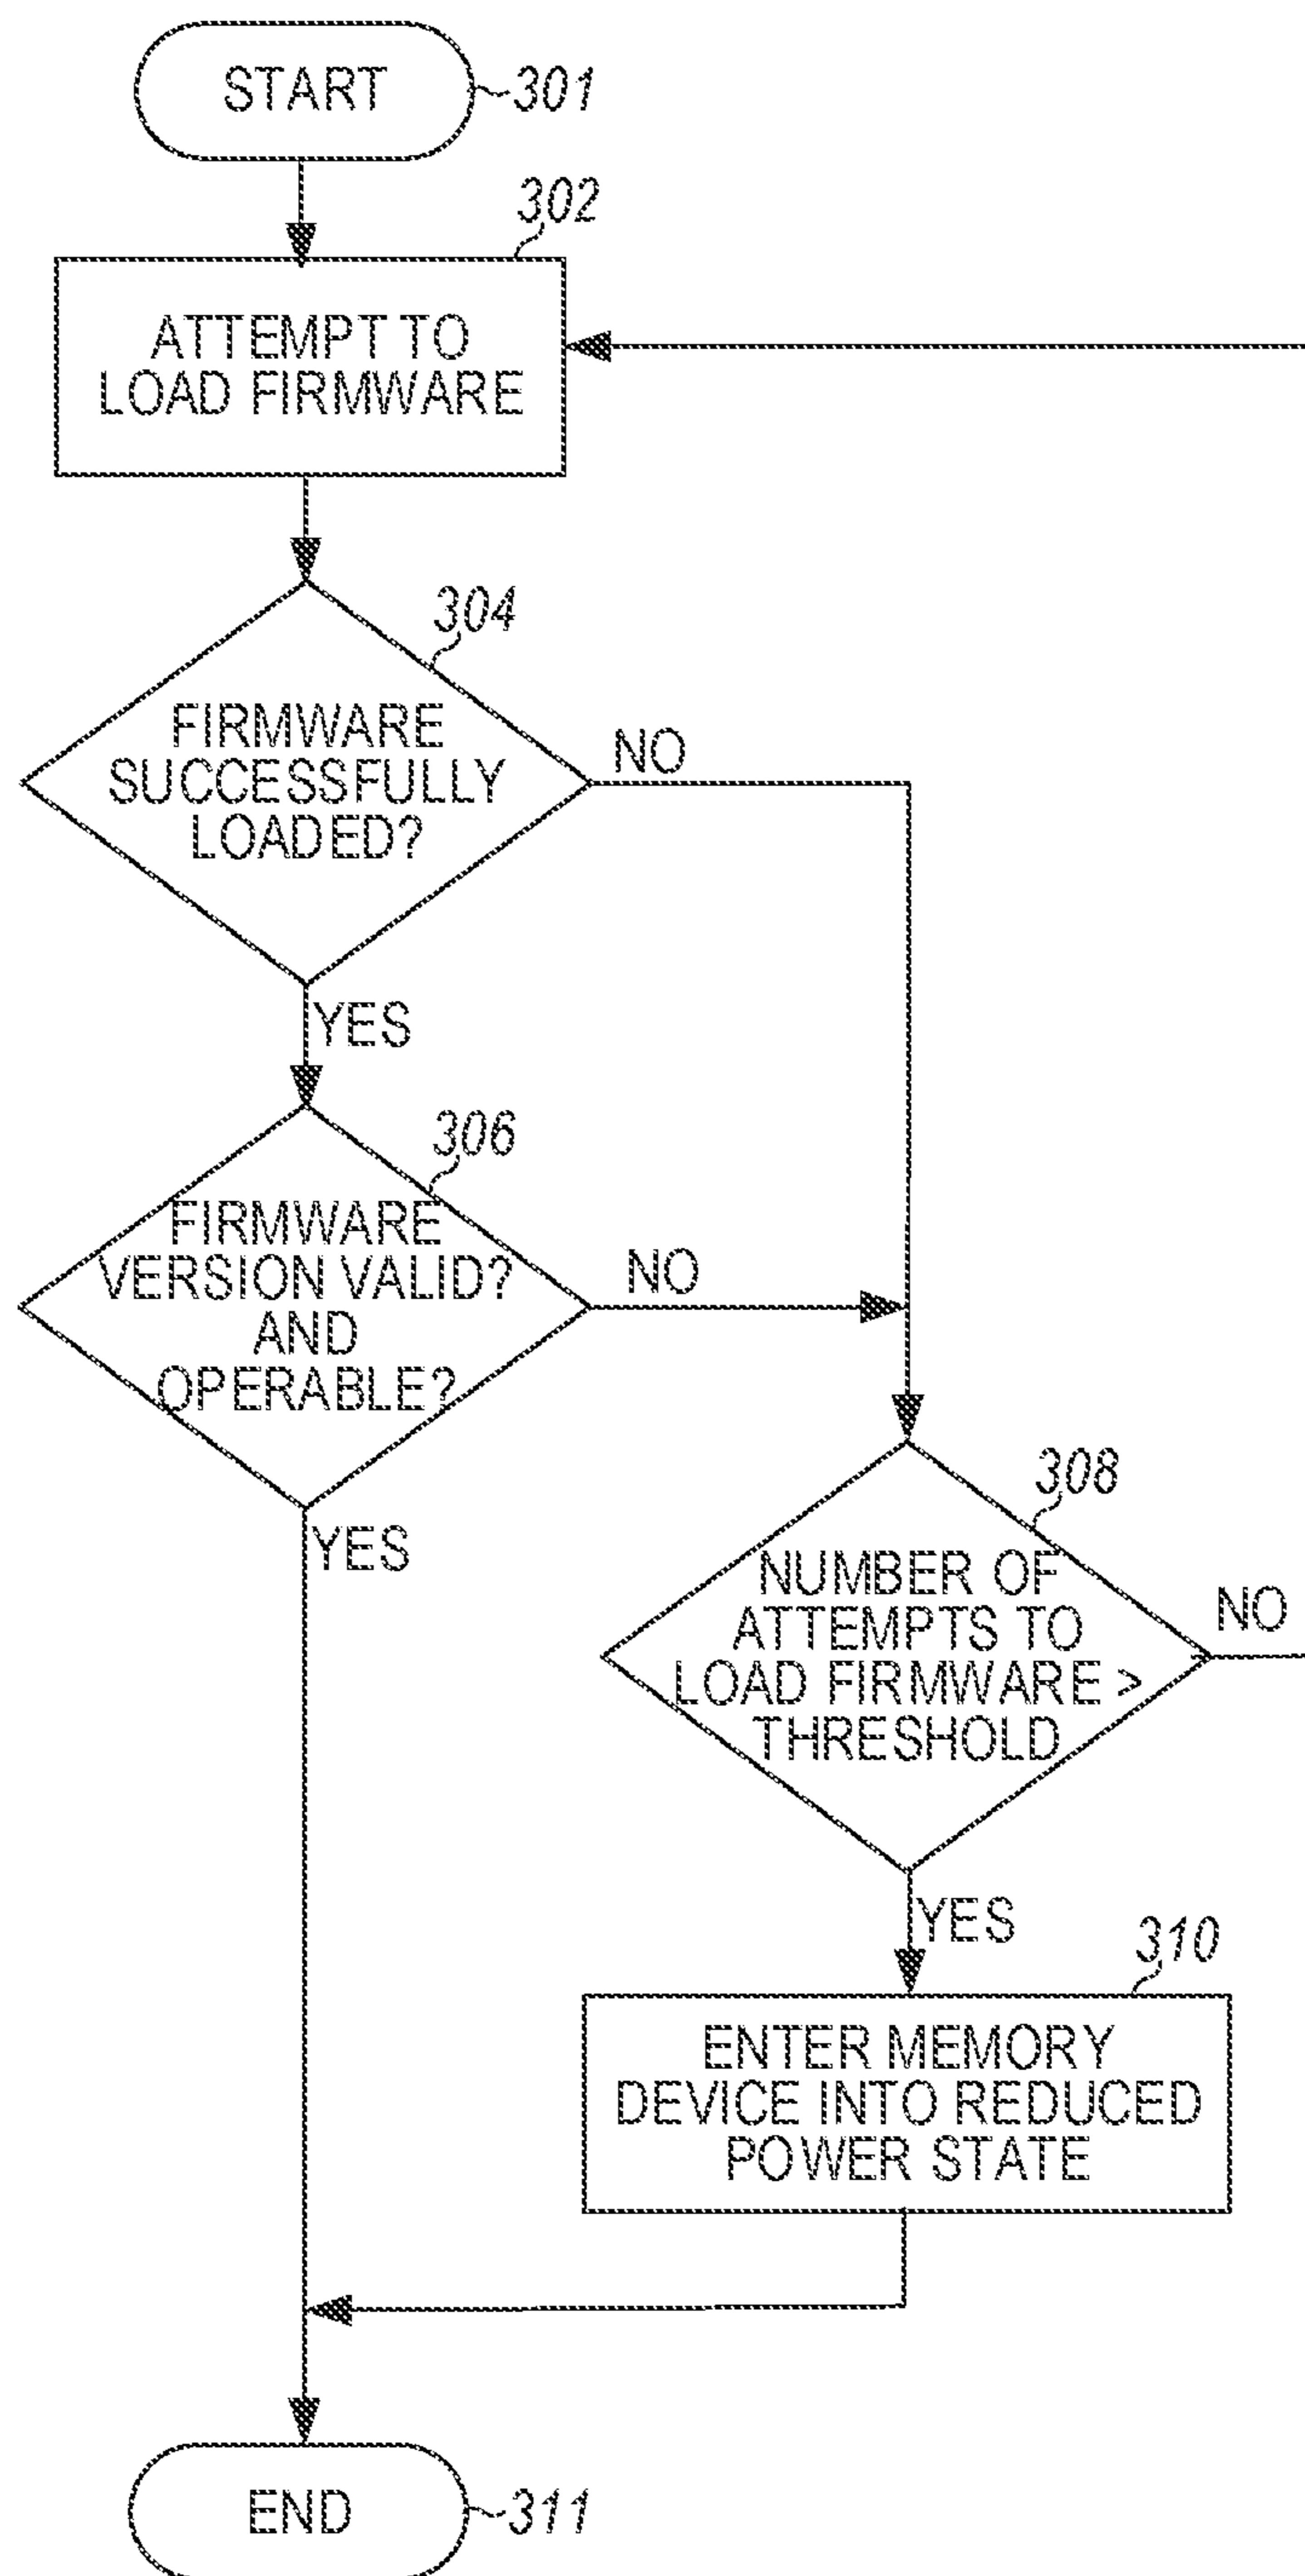 START
301
302
ATTEMPT TO
LOAD FIRMWARE
304
FIRMWARE
SUCCESSFULLY
LOADED?
NO
YES
306
FIRMWARE
VERSION VALID?
AND
OPERABLE?
NO
YES
308
NUMBER OF
ATTEMPTS TO
LOAD FIRMWARE >
THRESHOLD
NO
YES
310
ENTER MEMORY
DEVICE INTO REDUCED
POWER STATE
END
311